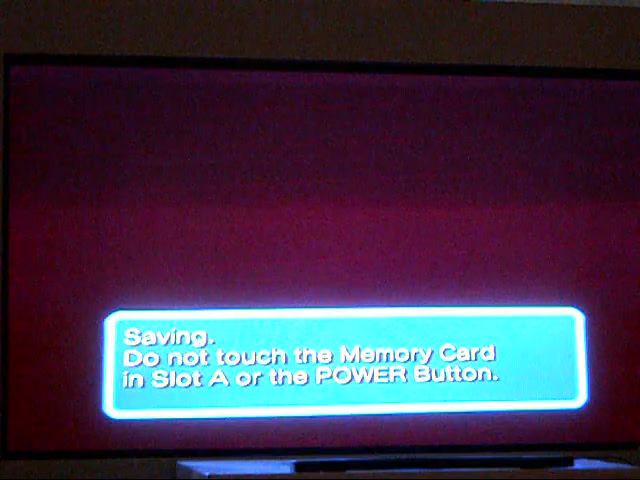 Saving.
Do not touch the Memory Card
in Slot A or the POWER Button.